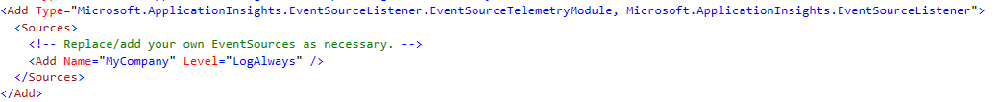 <Add Type="Microsoft.ApplicationInsights.EventSourceListener.EventSourceTelemetryModule, Microsoft.ApplicationInsights.EventSourceListener">
<Sources>
<!-- Replace/add your own EventSources as necessary. -->
<Add Name="MyCompany" Level="LogAlways" />
</Sources>
</Add>